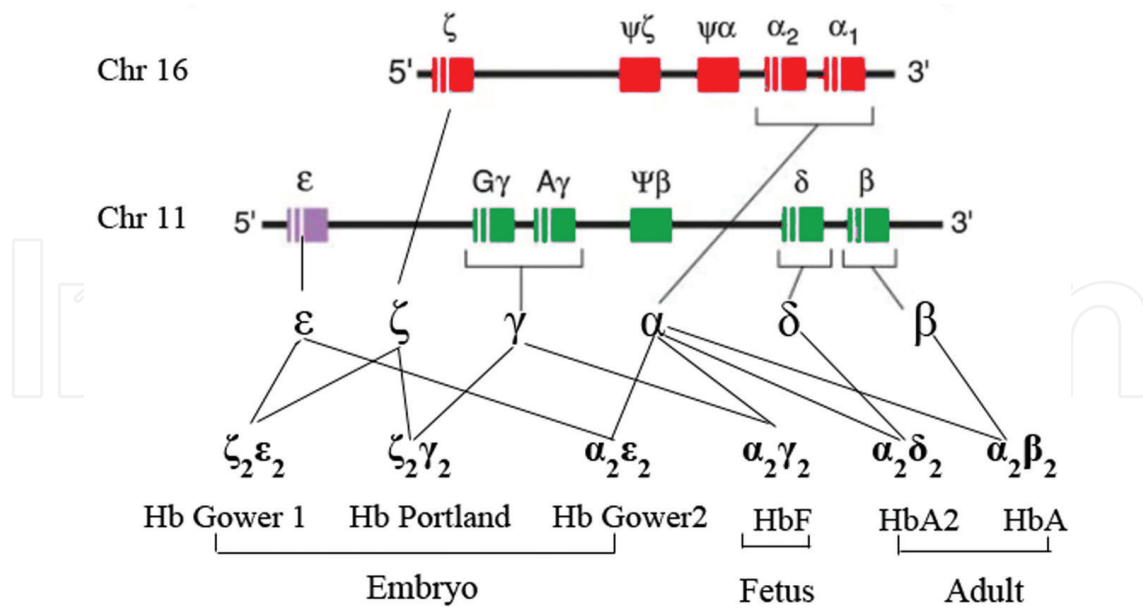 ζ ψζ ψα α₂ α₁
Chr 16 5' 3'
ε Gγ Aγ Ψβ δ β
Chr 11 5' 3'
ε ζ γ α δ β
ζ₂ε₂ ζ₂γ₂ α₂ε₂ α₂γ₂ α₂δ₂ α₂β₂
Hb Gower 1 Hb Portland Hb Gower2 HbF HbA2 HbA
Embryo Fetus Adult